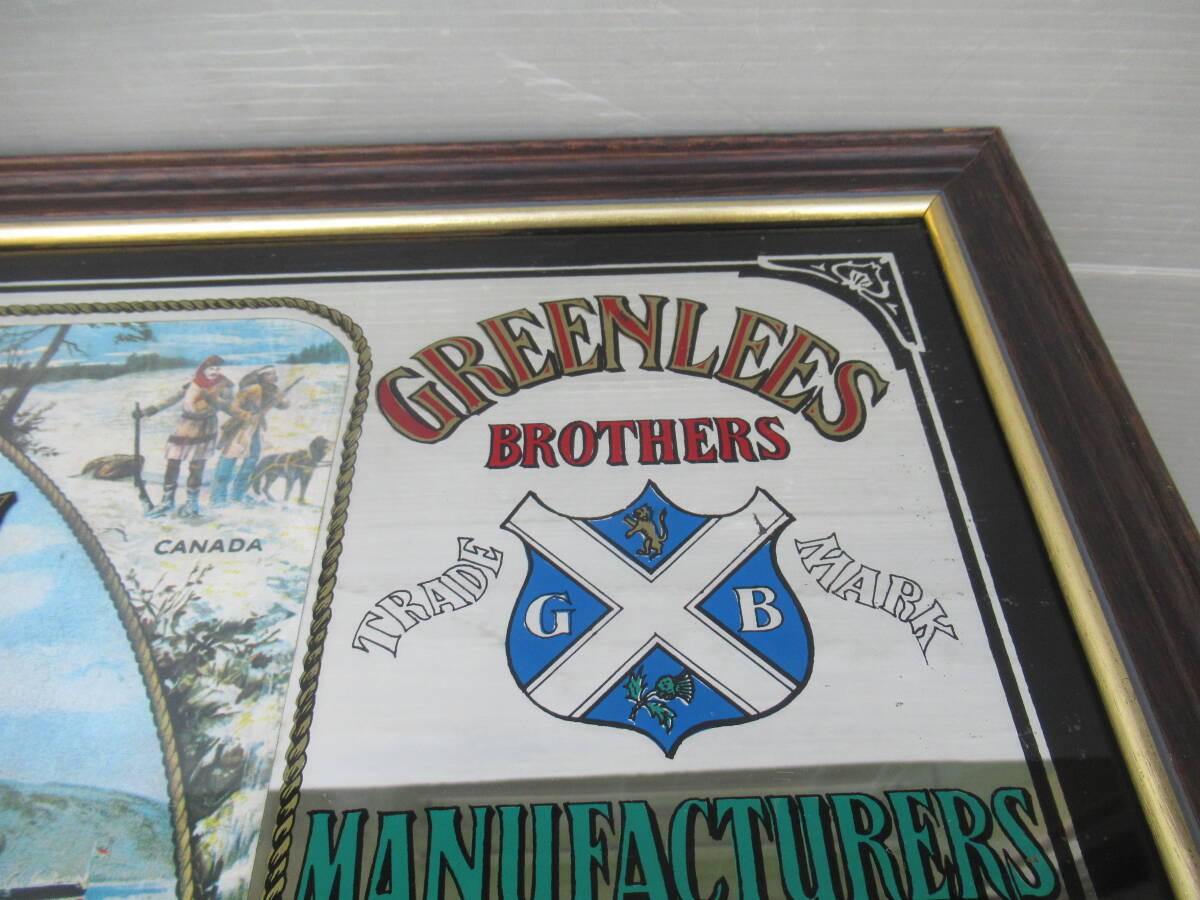 GREENLEES
BROTHERS
TRADE MARK
G B
CANADA
MANUFACTURERS